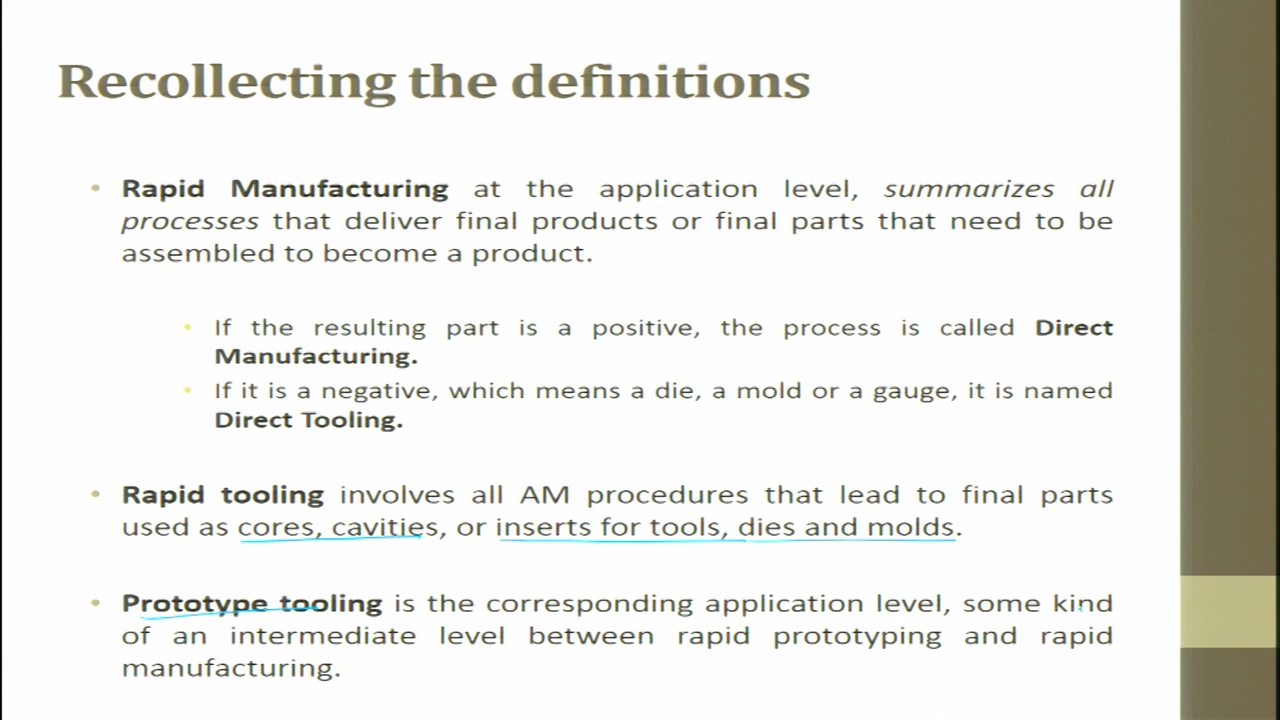 Recollecting the definitions
• Rapid Manufacturing at the application level, summarizes all
processes that deliver final products or final parts that need to be
assembled to become a product.
• If the resulting part is a positive, the process is called Direct
Manufacturing.
• If it is a negative, which means a die, a mold or a gauge, it is named
Direct Tooling.
• Rapid tooling involves all AM procedures that lead to final parts
used as cores, cavities, or inserts for tools, dies and molds.
• Prototype tooling is the corresponding application level, some kind
of an intermediate level between rapid prototyping and rapid
manufacturing.